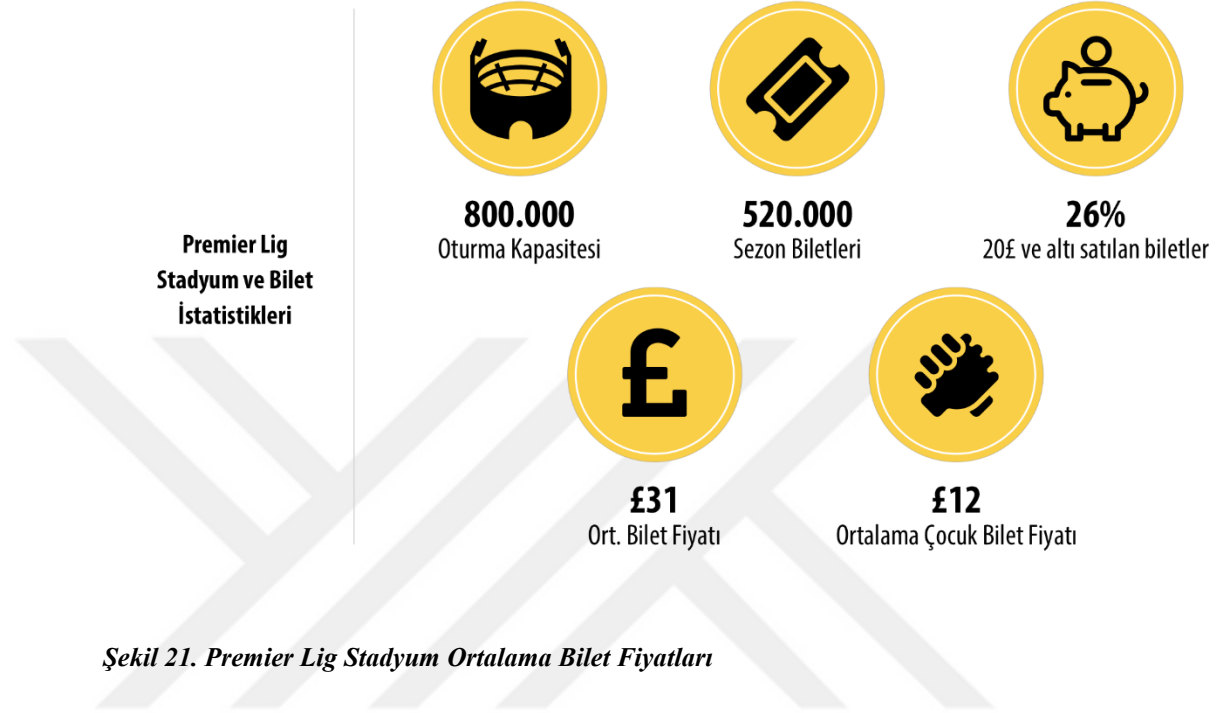 Premier Lig
Stadyum ve Bilet
İstatistikleri
800.000
Oturma Kapasitesi
520.000
Sezon Biletleri
26%
20£ ve altı satılan biletler
£
£31
Ort. Bilet Fiyatı
£12
Ortalama Çocuk Bilet Fiyatı
Şekil 21. Premier Lig Stadyum Ortalama Bilet Fiyatları